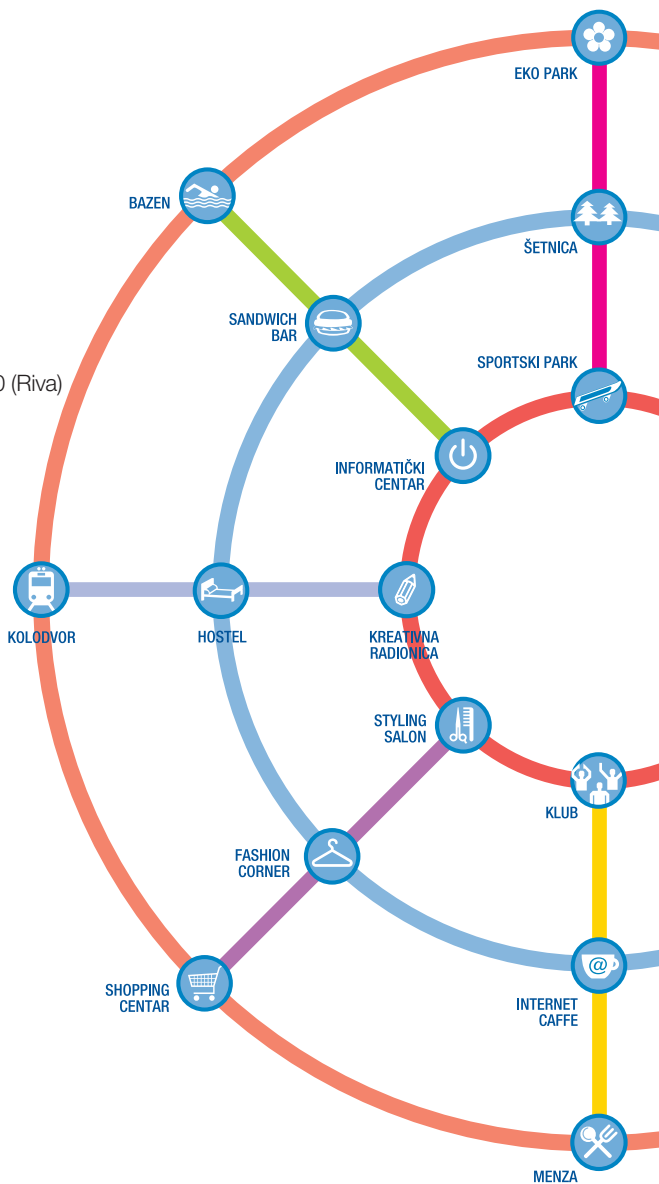 EKO PARK
BAZEN
ŠETNICA
SANDWICH
BAR
SPORTSKI PARK
0 (Riva)
INFORMATIČKI
CENTAR
KOLODVOR
HOSTEL
KREATIVNA
RADIONICA
STYLING
SALON
KLUB
FASHION
CORNER
@
SHOPPING
CENTAR
INTERNET
CAFFE
MENZA